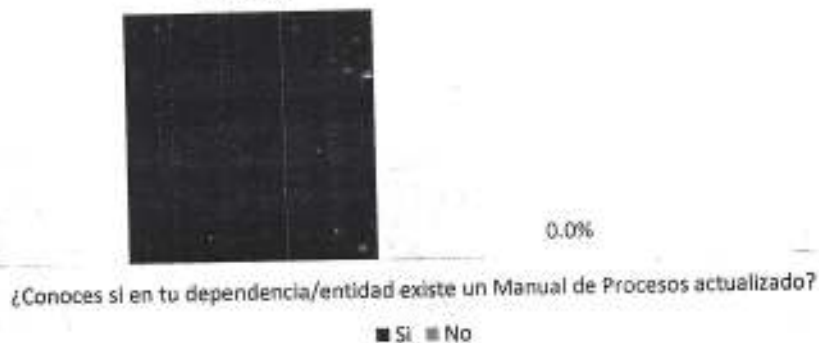 0.0%
¿Conoces si en tu dependencia/entidad existe un Manual de Procesos actualizado?
Si No